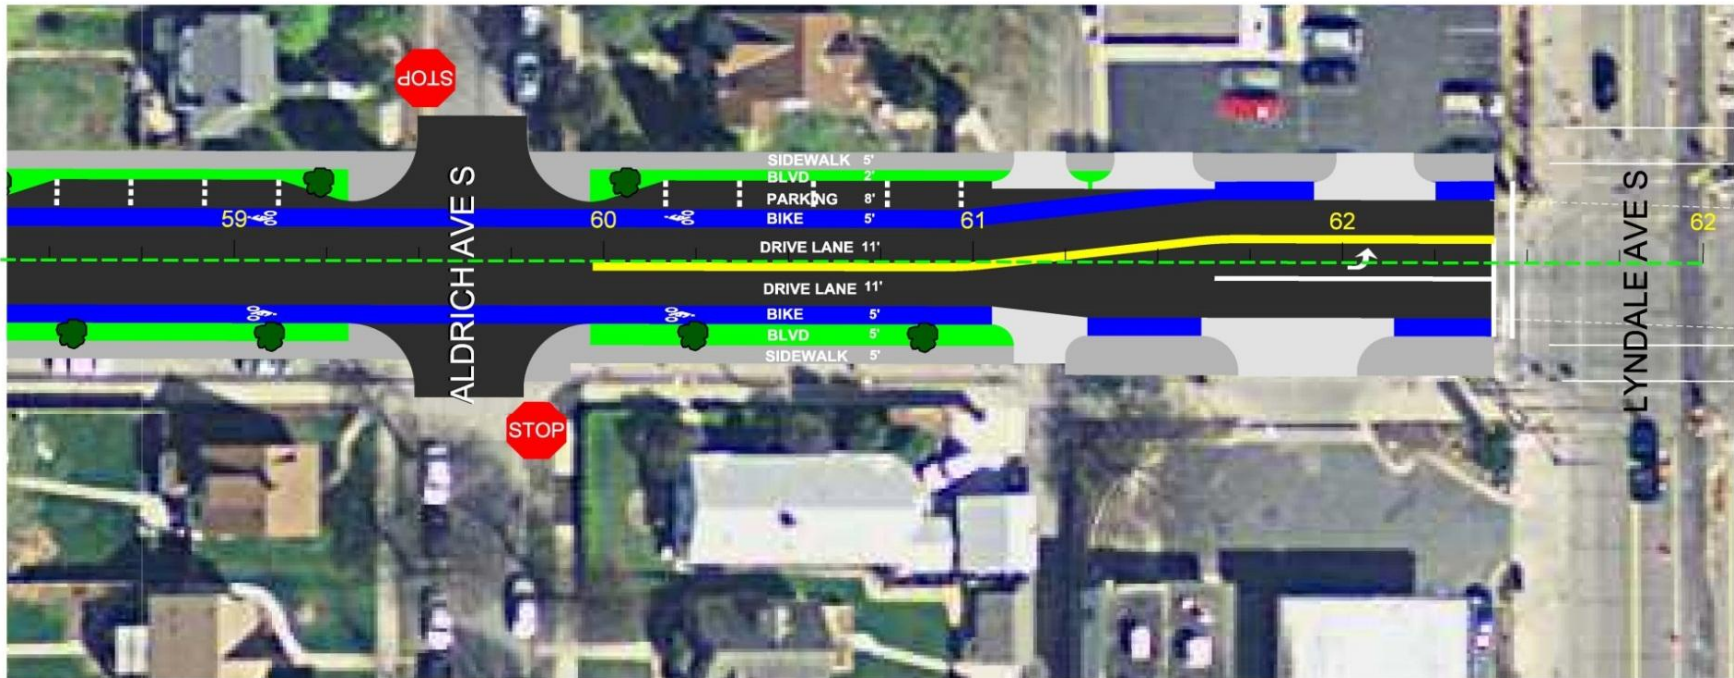 STOP
SIDEWALK 5'
BLVD 2'
PARKING 8'
59
60
BIKE 5'
61
62
62
DRIVE LANE 11'
DRIVE LANE 11'
BIKE 5'
BLVD 5'
SIDEWALK 5'
ALDRICH AVE S
LYNDALE AVE S
STOP